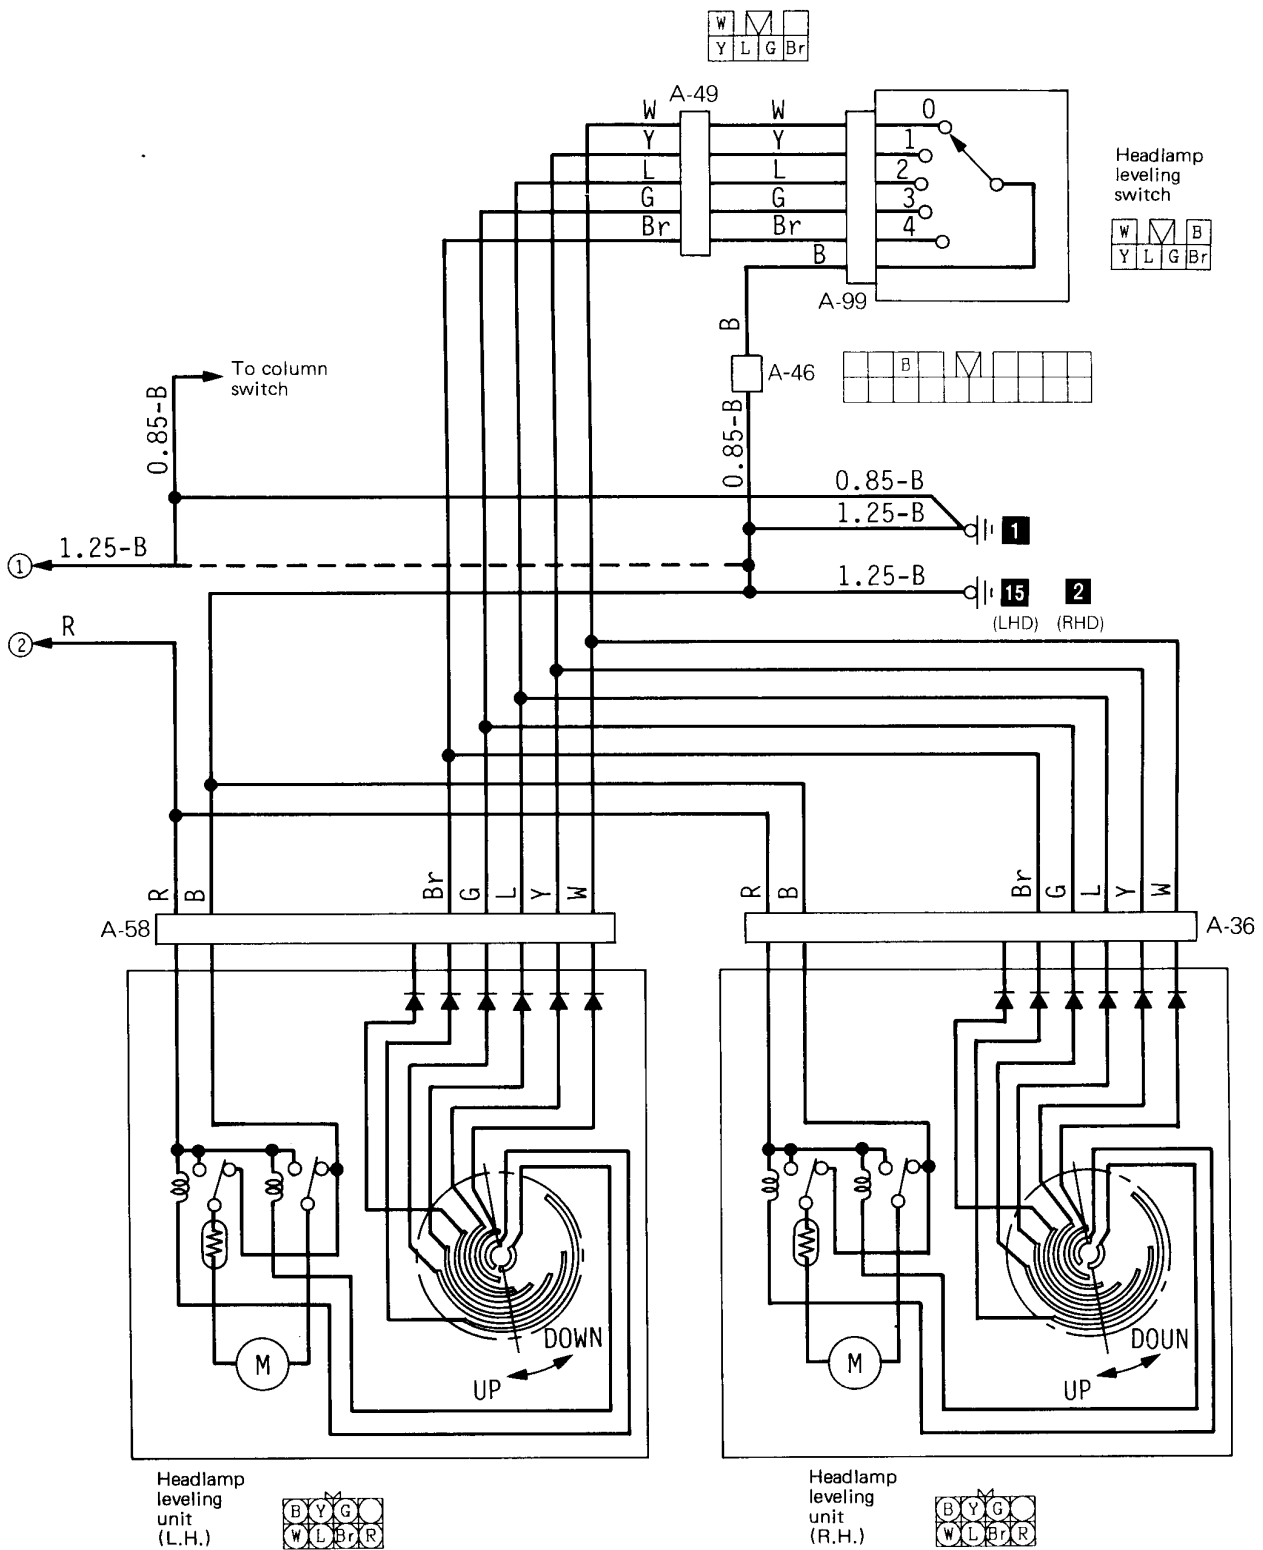 W
Y L G Br
A-49
W W 0
Y Y 1
L L 2
G G 3
Br Br 4
B
A-99
Headlamp
leveling
switch
W B
Y L G Br
B
A-46
B
To column
switch
0.85-B
0.85-B
0.85-B
1.25-B
1
1 1.25-B
1.25-B
15 2
(LHD) (RHD)
2 R
R B Br G L Y W
R B Br G L Y W
A-58
A-36
DOWN
UP
M
DOUN
UP
M
Headlamp
leveling
unit
(L.H.)
B Y G
W L Br R
Headlamp
leveling
unit
(R.H.)
B Y G
W L Br R